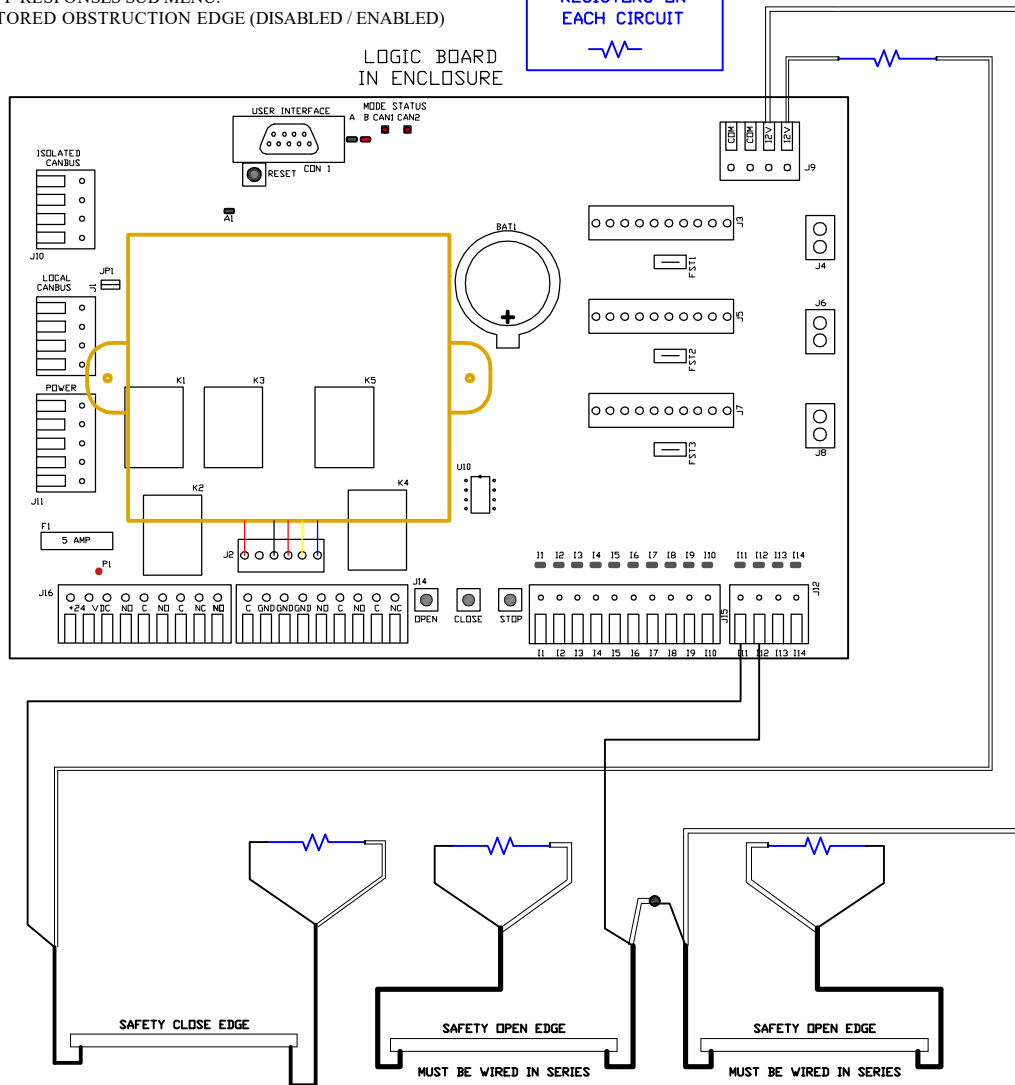 RESPONSES SUB MENU:
TORED OBSTRUCTION EDGE (DISABLED / ENABLED)
EACH CIRCUIT
LOGIC BOARD
IN ENCLOSURE
USER INTERFACE
MODE STATUS
A B CAN1 CAN2
CON 1
RESET
A1
ISOLATED
CANBUS
J10
JP1
J1
LOCAL
CANBUS
POWER
J11
BAT1
COM COM 12V 12V
J9
J3
J4
FST1
J5
J6
FST2
J7
J8
FST3
K1 K3 K5
K2 K4
U10
F1
5 AMP
P1
J2
J16
+24 VDC NO C NO C NC NO
C GND GND GND NO C NO C NC
J14
OPEN CLOSE STOP
I1 I2 I3 I4 I5 I6 I7 I8 I9 I10
I11 I12 I13 I14
J15
J12
I1 I2 I3 I4 I5 I6 I7 I8 I9 I10
I11 I12 I13 I14
SAFETY CLOSE EDGE
SAFETY OPEN EDGE
MUST BE WIRED IN SERIES
SAFETY OPEN EDGE
MUST BE WIRED IN SERIES